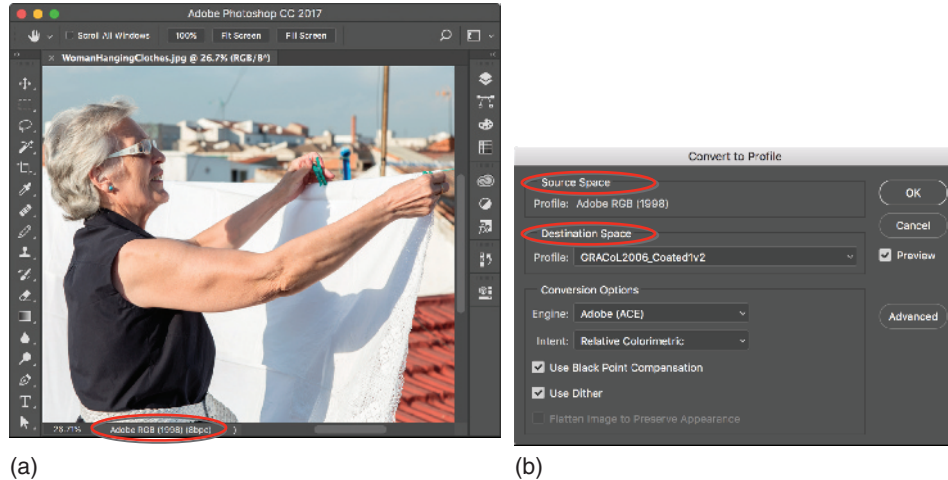 Adobe Photoshop CC 2017
Scroll All Windows 100% Fit Screen Fill Screen
× WomanHangingClothes.jpg @ 26.7% (RGB/8*)
26.71% Adobe RGB (1998) (8bpc)
(a)
Convert to Profile
Source Space
Profile: Adobe RGB (1998)
OK
Destination Space
Cancel
Profile: GRACoL2006_Coated1v2
Preview
Conversion Options
Engine: Adobe (ACE)
Advanced
Intent: Relative Colorimetric
Use Black Point Compensation
Use Dither
Flatten Image to Preserve Appearance
(b)